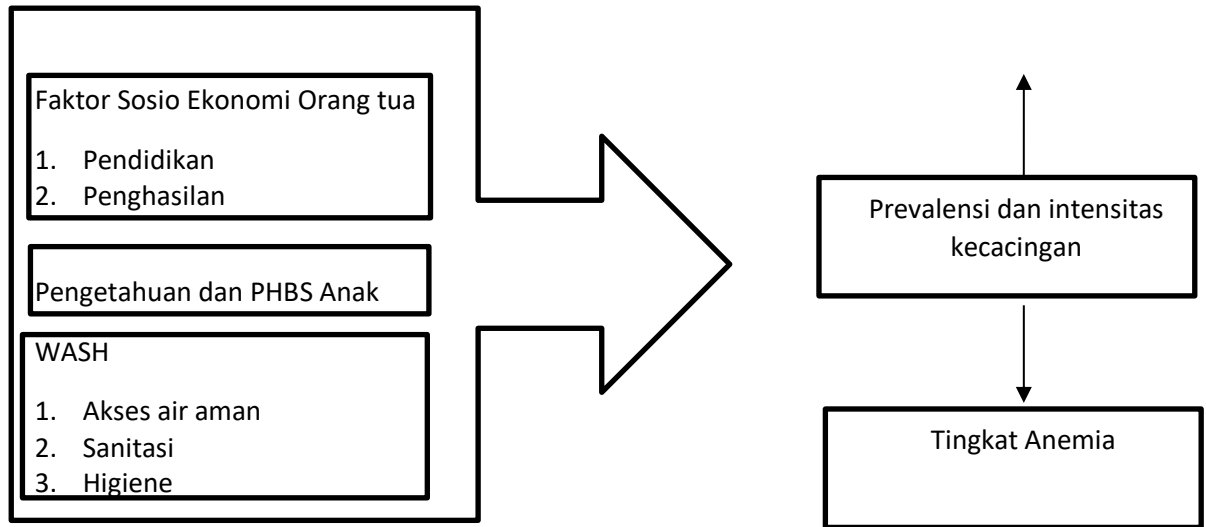 Faktor Sosio Ekonomi Orang tua
1. Pendidikan
2. Penghasilan
Pengetahuan dan PHBS Anak
WASH
1. Akses air aman
2. Sanitasi
3. Higiene
Prevalensi dan intensitas
kecacingan
Tingkat Anemia